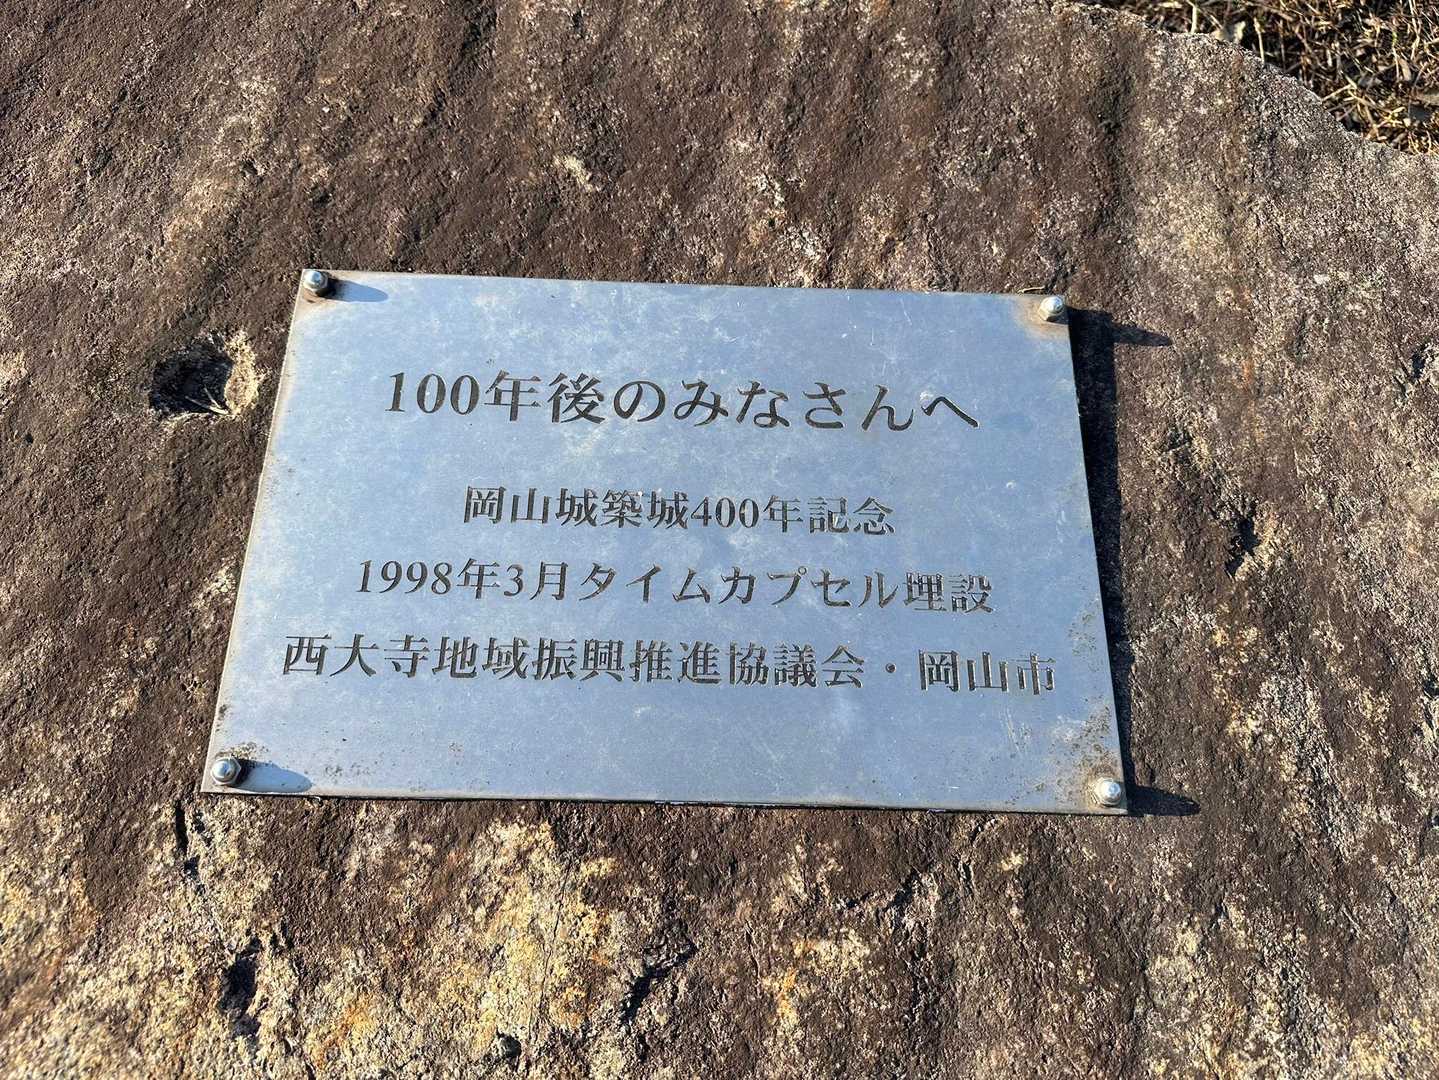 100年後のみなさんへ
岡山城築城400年記念
1998年3月タイムカプセル埋設
西大寺地域振興推進協議会・岡山市